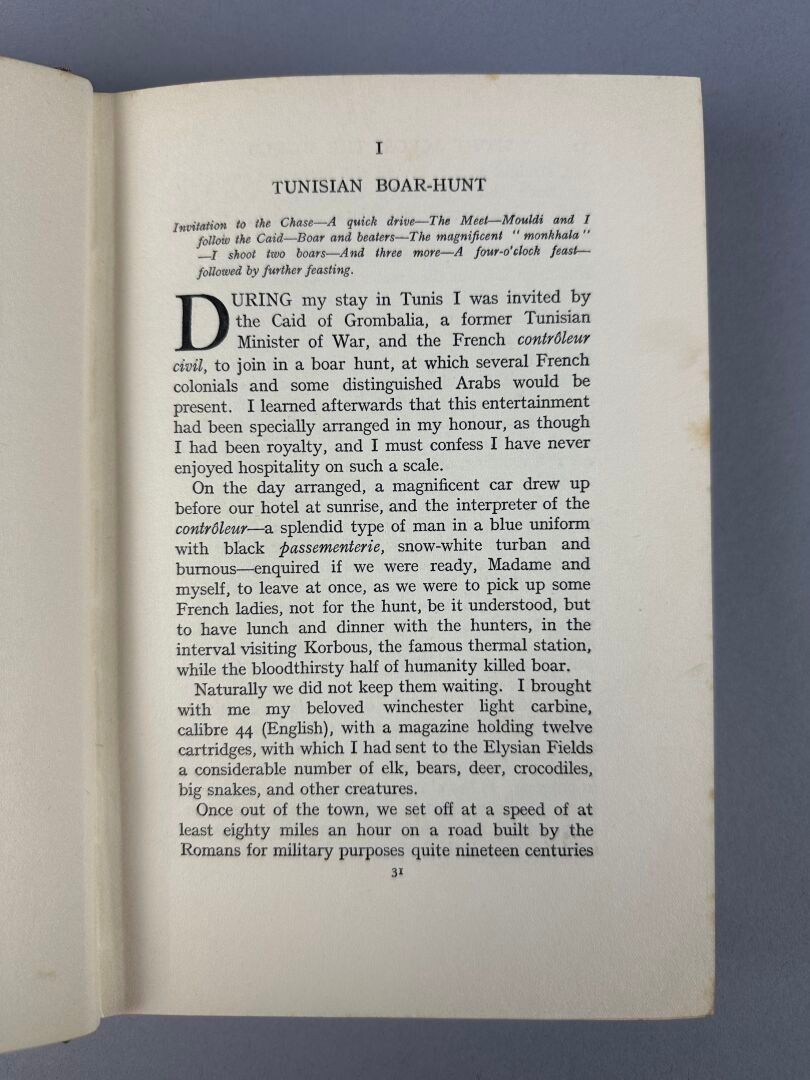 I
TUNISIAN BOAR-HUNT
Invitation to the Chase—A quick drive—The Meet—Mouldi and I
follow the Caid—Boar and beaters—The magnificent "monkhala"
—I shoot two boars—And three more—A four-o'clock feast—
followed by further feasting.
DURING my stay in Tunis I was invited by
the Caid of Grombalia, a former Tunisian
Minister of War, and the French contrôleur
civil, to join in a boar hunt, at which several French
colonials and some distinguished Arabs would be
present. I learned afterwards that this entertainment
had been specially arranged in my honour, as though
I had been royalty, and I must confess I have never
enjoyed hospitality on such a scale.
On the day arranged, a magnificent car drew up
before our hotel at sunrise, and the interpreter of the
contrôleur—a splendid type of man in a blue uniform
with black passementerie, snow-white turban and
burnous—enquired if we were ready, Madame and
myself, to leave at once, as we were to pick up some
French ladies, not for the hunt, be it understood, but
to have lunch and dinner with the hunters, in the
interval visiting Korbous, the famous thermal station,
while the bloodthirsty half of humanity killed boar.
Naturally we did not keep them waiting. I brought
with me my beloved winchester light carbine,
calibre 44 (English), with a magazine holding twelve
cartridges, with which I had sent to the Elysian Fields
a considerable number of elk, bears, deer, crocodiles,
big snakes, and other creatures.
Once out of the town, we set off at a speed of at
least eighty miles an hour on a road built by the
Romans for military purposes quite nineteen centuries
31